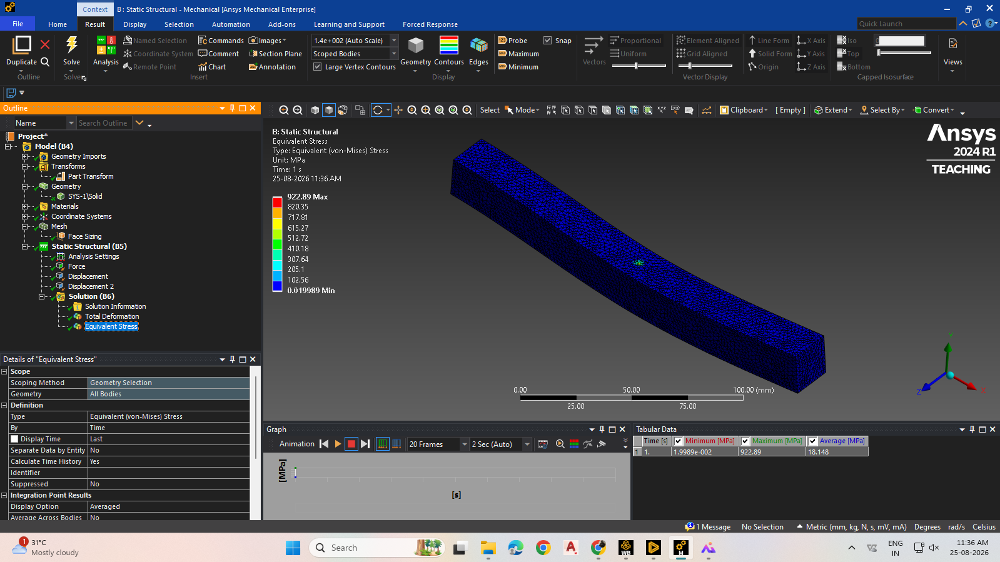 Context
B : Static Structural - Mechanical [Ansys Mechanical Enterprise]
File Home Result Display Selection Automation Add-ons Learning and Support Forced Response
Quick Launch
Duplicate
Outline
Solve
Solve
Analysis
Named Selection
Coordinate System
Remote Point
Commands
Comment
Chart
Images
Section Plane
Annotation
Insert
1.4e+002 (Auto Scale)
Scoped Bodies
Large Vertex Contours
Geometry
Contours
Edges
Display
Probe
Maximum
Minimum
Snap
Vectors
Proportional
Uniform
Element Aligned
Grid Aligned
Line Form
Solid Form
Origin
X Axis
Y Axis
Z Axis
Vector Display
Iso
Top
Bottom
0
Capped Isosurface
Views
Outline
Name
Search Outline
Project*
Model (B4)
Geometry Imports
Transforms
Part Transform
Geometry
SYS-1\Solid
Materials
Coordinate Systems
Mesh
Face Sizing
Static Structural (B5)
Analysis Settings
Force
Displacement
Displacement 2
Solution (B6)
Solution Information
Total Deformation
Equivalent Stress
Details of "Equivalent Stress"
Scope
Scoping Method Geometry Selection
Geometry All Bodies
Definition
Type Equivalent (von-Mises) Stress
By Time
Display Time Last
Separate Data by Entity No
Calculate Time History Yes
Identifier
Suppressed No
Integration Point Results
Display Option Averaged
Average Across Bodies No
Select Mode
Clipboard [ Empty ] Extend Select By Convert
B: Static Structural
Equivalent Stress
Type: Equivalent (von-Mises) Stress
Unit: MPa
Time: 1 s
25-08-2026 11:36 AM
922.89 Max
820.35
717.81
615.27
512.72
410.18
307.64
205.1
102.56
0.019989 Min
Ansys
2024 R1
TEACHING
0.00 50.00 100.00 (mm)
25.00 75.00
Y
Z
X
Graph
Animation 20 Frames 2 Sec (Auto)
[MPa]
[s]
Tabular Data
Time [s] Minimum [MPa] Maximum [MPa] Average [MPa]
1 1. 1.9989e-002 922.89 18.148
1 Message No Selection Metric (mm, kg, N, s, mV, mA) Degrees rad/s Celsius
1
31°C
Mostly cloudy
Search
WB
M
ENG
IN
11:36 AM
25-08-2026